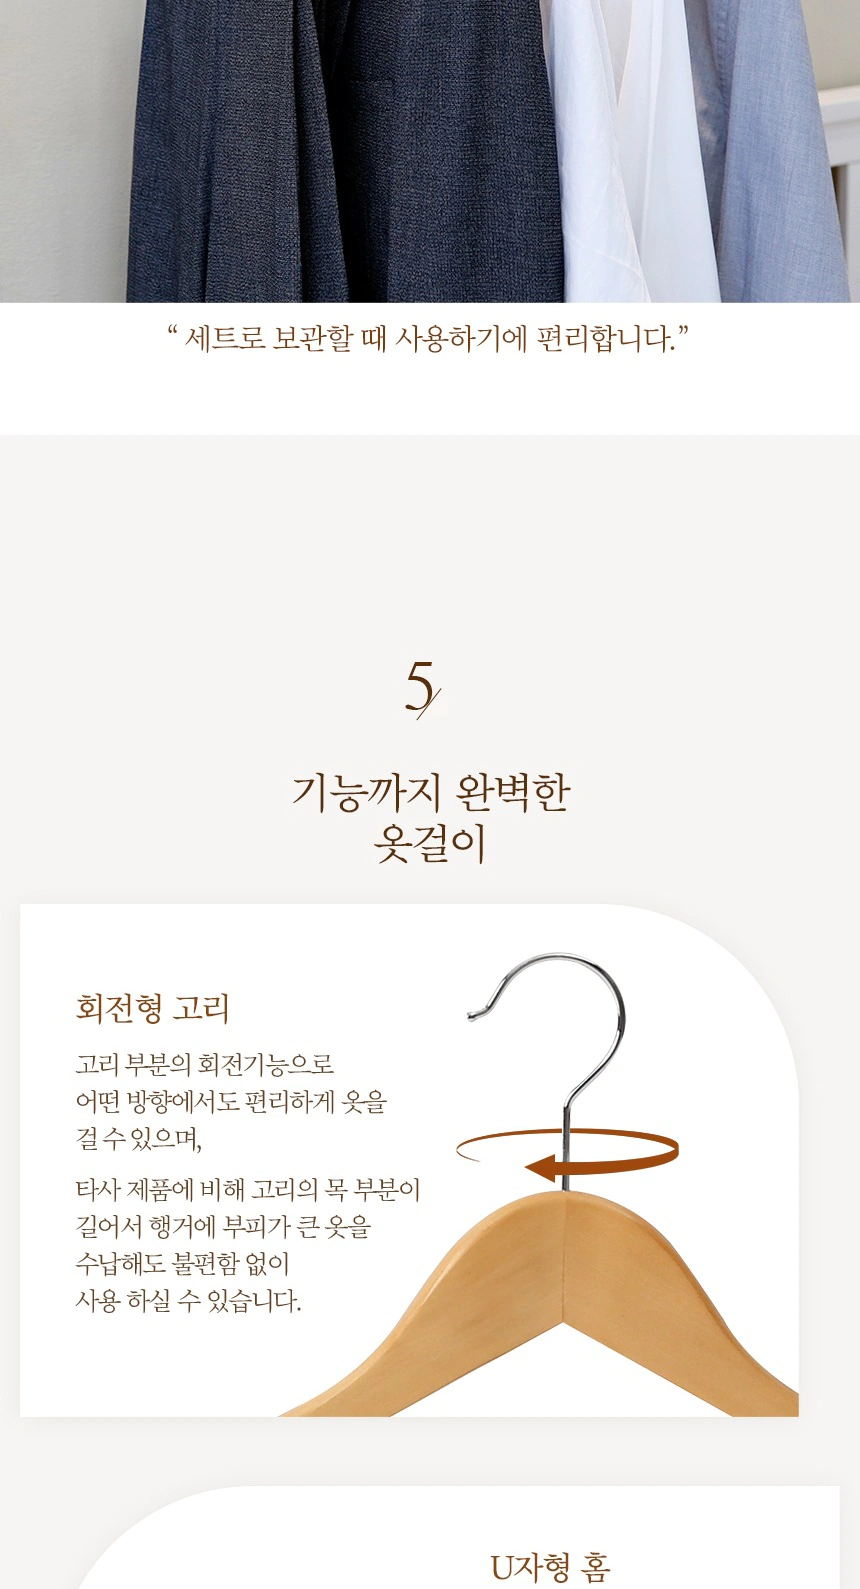 “ 세트로 보관할 때 사용하기에 편리합니다.”
5
기능까지 완벽한
옷걸이
회전형 고리
고리 부분의 회전기능으로
어떤 방향에서도 편리하게 옷을
걸 수 있으며,
타사 제품에 비해 고리의 목 부분이
길어서 행거에 부피가 큰 옷을
수납해도 불편함 없이
사용 하실 수 있습니다.
U자형 홈